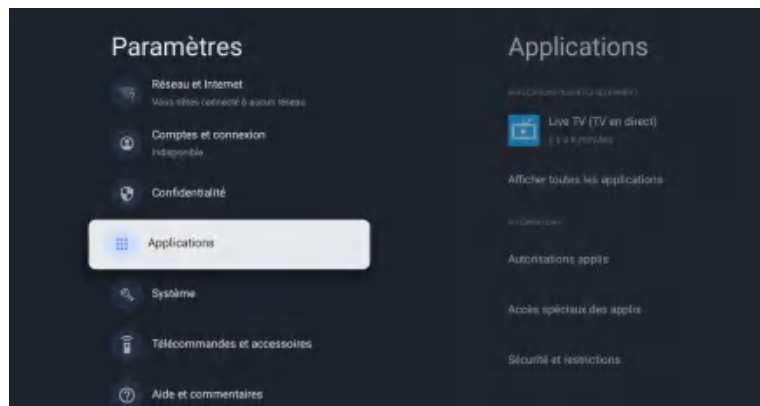 Paramètres
Réseau et Internet
Vous n'êtes connecté à aucun réseau
Comptes et connexion
Indisponible
Confidentialité
Applications
Système
Télécommandes et accessoires
Aide et commentaires
Applications
Live TV (TV en direct)
Afficher toutes les applications
Autorisations applis
Accès spéciaux des applis
Sécurité et restrictions